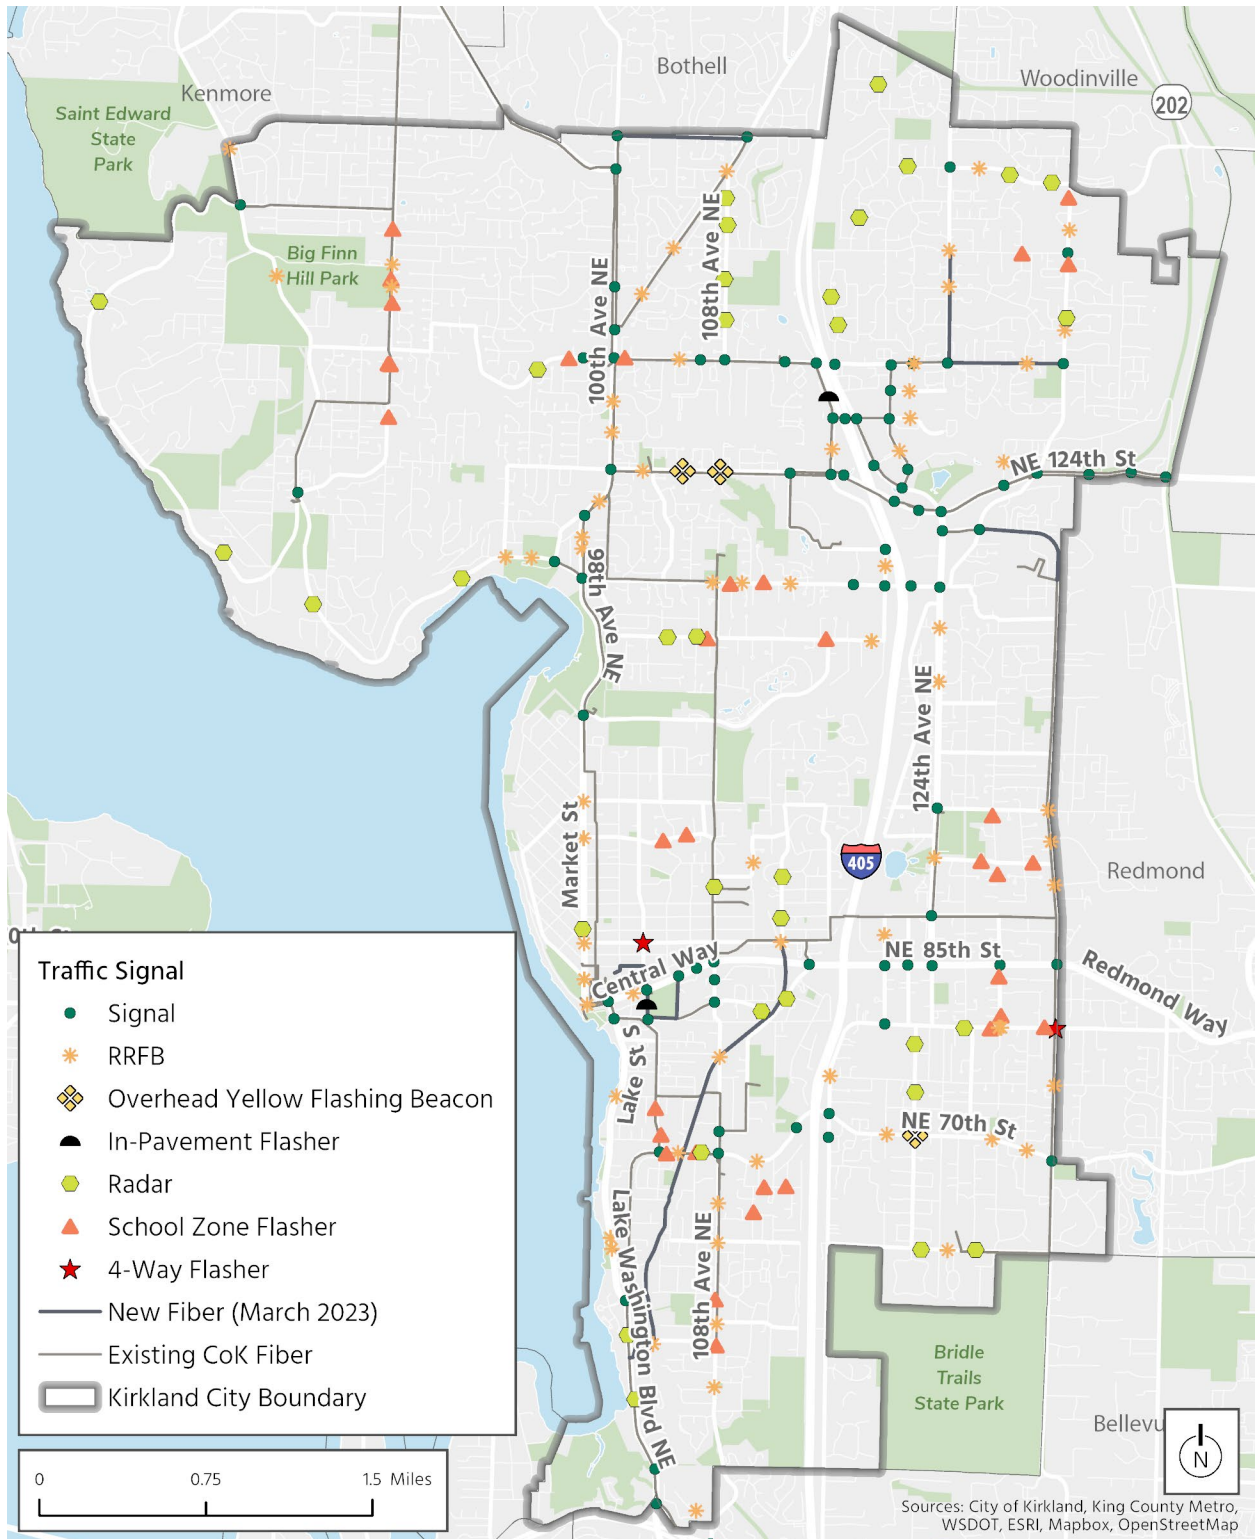 Bothell
Woodinville
202
Kenmore
Saint Edward
State
Park
Big Finn
Hill Park
100th Ave NE
108th Ave NE
NE 124th St
98th Ave NE
124th Ave NE
Market St
405
Redmond
NE 85th St
Central Way
Redmond Way
Lake St S
NE 70th St
Lake Washington Blvd NE
108th Ave NE
Bridle
Trails
State Park
Traffic Signal
Signal
RRFB
Overhead Yellow Flashing Beacon
In-Pavement Flasher
Radar
School Zone Flasher
4-Way Flasher
New Fiber (March 2023)
Existing CoK Fiber
Kirkland City Boundary
0 0.75 1.5 Miles
N
Sources: City of Kirkland, King County Metro,
WSDOT, ESRI, Mapbox, OpenStreetMap